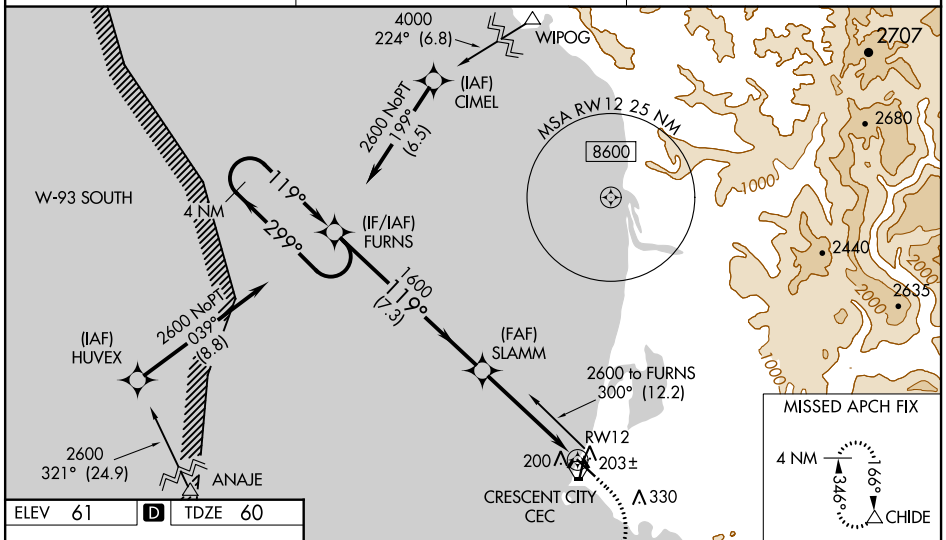 4000
224° (6.8)
WIPOG
2707
(IAF)
CIMEL
2680
2600 NoPT
199°
(6.5)
MSA RW12 25 NM
8600
W-93 SOUTH
119°
4 NM
299°
(IF/IAF)
FURNS
2440
1000
2635
2000
1600
119°
(7.3)
2600 NoPT
039°
(8.8)
(IAF)
HUVEX
(FAF)
SLAMM
1000
2600 to FURNS
300° (12.2)
MISSED APCH FIX
RW12
200
203±
4 NM
166°
346°
CHIDE
2600
321° (24.9)
ANAJE
CRESCENT CITY
CEC
330
ELEV 61
D
TDZE 60